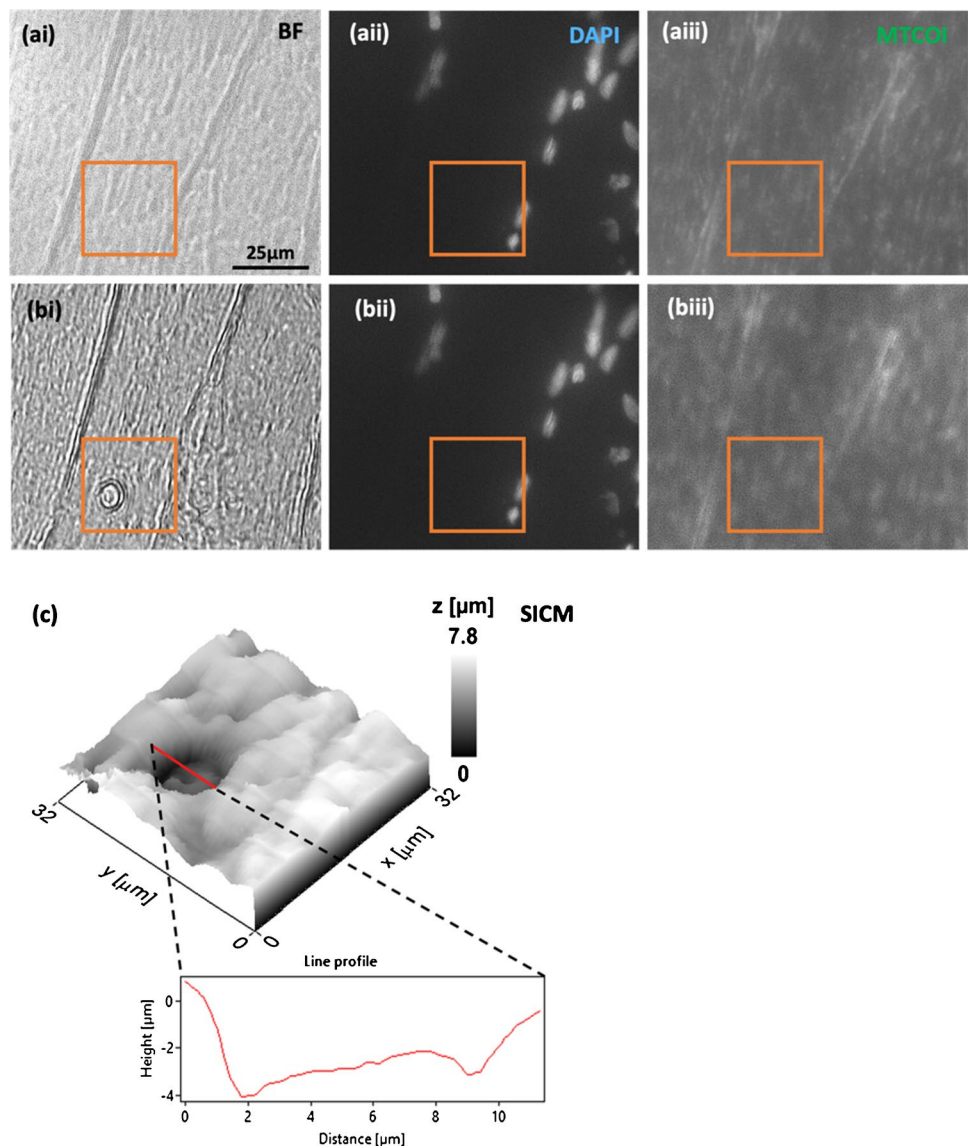 (ai) BF
(aii) DAPI
(aiii) MTCOI
25µm
(bi)
(bii)
(biii)
(c)
SICM
z [µm]
7.8
0
32
y [µm]
0
0
x [µm]
32
Line profile
Height [µm]
0
-2
-4
0 2 4 6 8 10
Distance [µm]